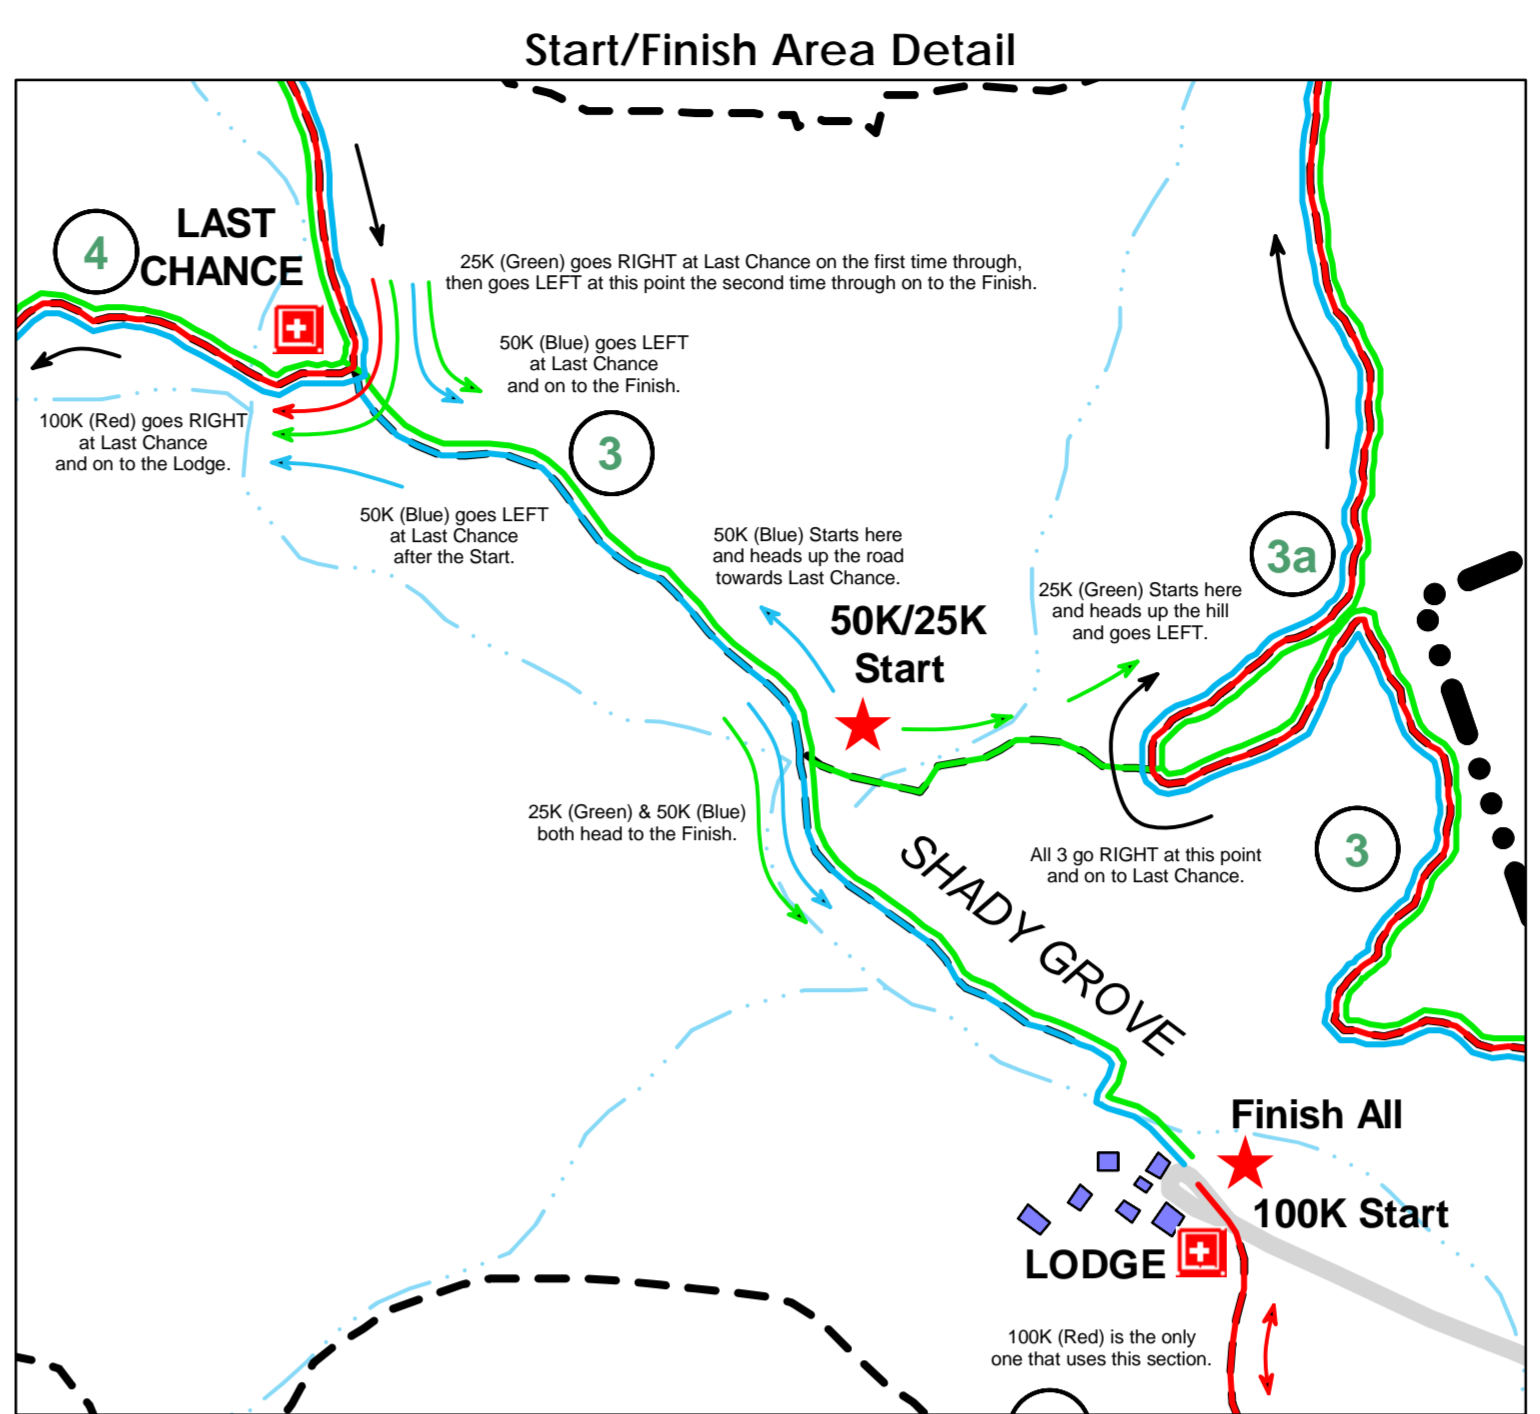 Start/Finish Area Detail
4
LAST
CHANCE
25K (Green) goes RIGHT at Last Chance on the first time through,
then goes LEFT at this point the second time through on to the Finish.
50K (Blue) goes LEFT
at Last Chance
and on to the Finish.
100K (Red) goes RIGHT
at Last Chance
and on to the Lodge.
3
50K (Blue) goes LEFT
at Last Chance
after the Start.
50K (Blue) Starts here
and heads up the road
towards Last Chance.
3a
25K (Green) Starts here
and heads up the hill
and goes LEFT.
50K/25K
Start
25K (Green) & 50K (Blue)
both head to the Finish.
SHADY GROVE
All 3 go RIGHT at this point
and on to Last Chance.
3
Finish All
100K Start
LODGE
100K (Red) is the only
one that uses this section.